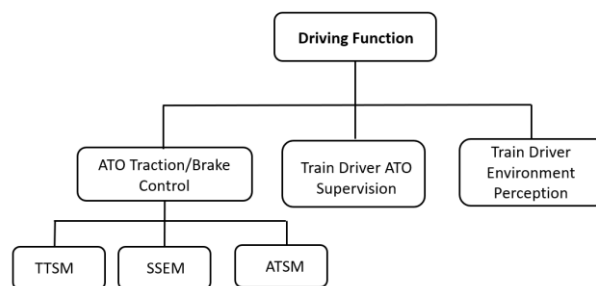 Driving Function
ATO Traction/Brake
Control
Train Driver ATO
Supervision
Train Driver
Environment
Perception
TTSM
SSEM
ATSM